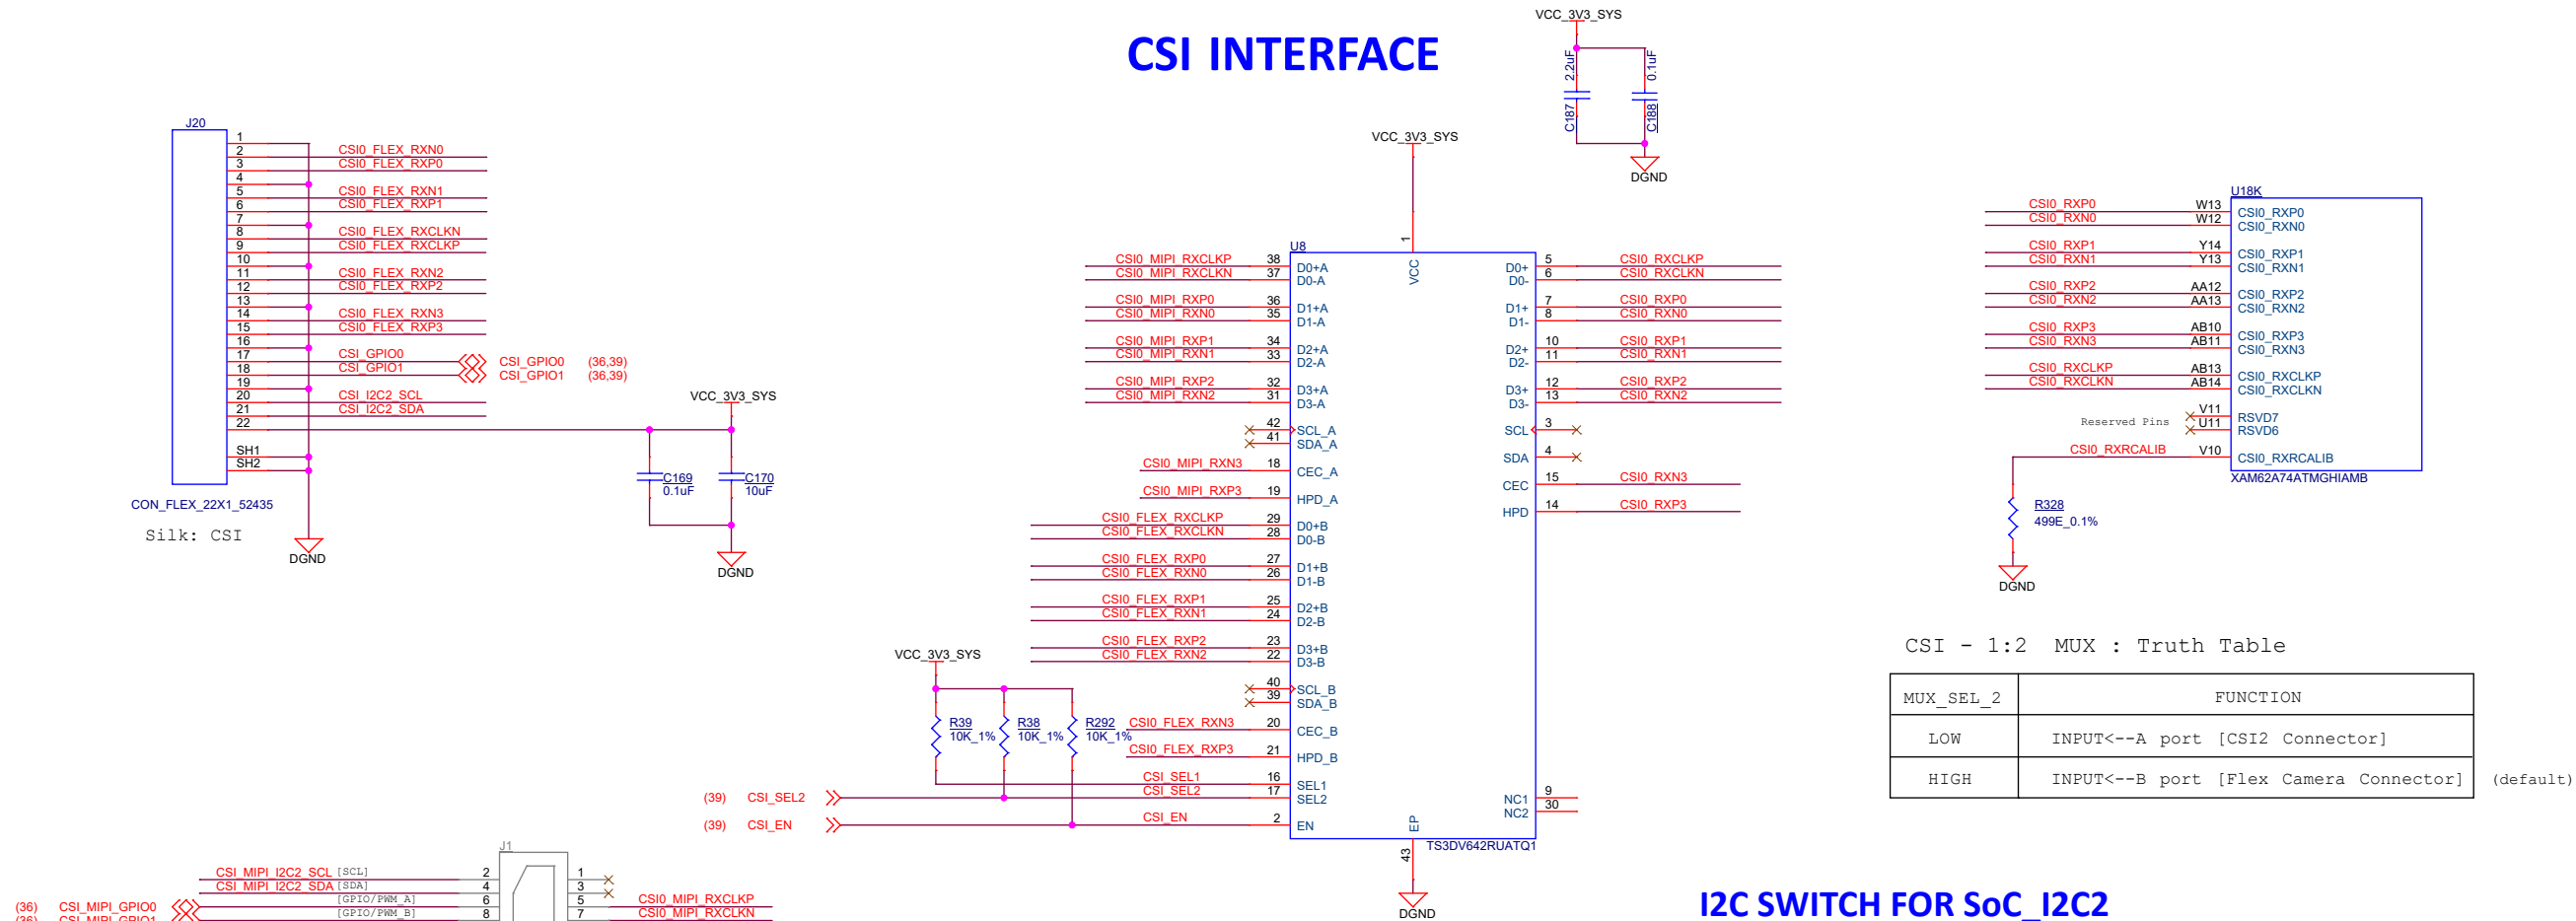 CSI INTERFACE
VCC_3V3_SYS
2.2uF
0.1uF
C187
C188
DGND
J20
1
2 CSI0_FLEX_RXN0
3 CSI0_FLEX_RXP0
4
5 CSI0_FLEX_RXN1
6 CSI0_FLEX_RXP1
7
8 CSI0_FLEX_RXCLKN
9 CSI0_FLEX_RXCLKP
10
11 CSI0_FLEX_RXN2
12 CSI0_FLEX_RXP2
13
14 CSI0_FLEX_RXN3
15 CSI0_FLEX_RXP3
16
17 CSI_GPIO0 CSI_GPIO0 (36,39)
18 CSI_GPIO1 CSI_GPIO1 (36,39)
19
20 CSI_I2C2_SCL
21 CSI_I2C2_SDA
22
SH1
SH2
CON_FLEX_22X1_52435
Silk: CSI
DGND
VCC_3V3_SYS
C169
0.1uF
C170
10uF
DGND
VCC_3V3_SYS
1
VCC
U8
CSI0_MIPI_RXCLKP 38 D0+A D0+ 5 CSI0_RXCLKP
CSI0_MIPI_RXCLKN 37 D0-A D0- 6 CSI0_RXCLKN
CSI0_MIPI_RXP0 36 D1+A D1+ 7 CSI0_RXP0
CSI0_MIPI_RXN0 35 D1-A D1- 8 CSI0_RXN0
CSI0_MIPI_RXP1 34 D2+A D2+ 10 CSI0_RXP1
CSI0_MIPI_RXN1 33 D2-A D2- 11 CSI0_RXN1
CSI0_MIPI_RXP2 32 D3+A D3+ 12 CSI0_RXP2
CSI0_MIPI_RXN2 31 D3-A D3- 13 CSI0_RXN2
42 SCL_A SCL 3
41 SDA_A
SDA 4
CSI0_MIPI_RXN3 18 CEC_A
CEC 15 CSI0_RXN3
CSI0_MIPI_RXP3 19 HPD_A
HPD 14 CSI0_RXP3
CSI0_FLEX_RXCLKP 29 D0+B
CSI0_FLEX_RXCLKN 28 D0-B
CSI0_FLEX_RXP0 27 D1+B
CSI0_FLEX_RXN0 26 D1-B
CSI0_FLEX_RXP1 25 D2+B
CSI0_FLEX_RXN1 24 D2-B
CSI0_FLEX_RXP2 23 D3+B
CSI0_FLEX_RXN2 22 D3-B
40 SCL_B
39 SDA_B
CSI0_FLEX_RXN3 20 CEC_B
CSI0_FLEX_RXP3 21 HPD_B
CSI_SEL1 16 SEL1
(39) CSI_SEL2 CSI_SEL2 17 SEL2
NC1 9
NC2 30
(39) CSI_EN CSI_EN 2 EN
VCC_3V3_SYS
R39
10K_1%
R38
10K_1%
R292
10K_1%
EP
43
TS3DV642RUATQ1
DGND
U18K
CSI0_RXP0 W13 CSI0_RXP0
CSI0_RXN0 W12 CSI0_RXN0
CSI0_RXP1 Y14 CSI0_RXP1
CSI0_RXN1 Y13 CSI0_RXN1
CSI0_RXP2 AA12 CSI0_RXP2
CSI0_RXN2 AA13 CSI0_RXN2
CSI0_RXP3 AB10 CSI0_RXP3
CSI0_RXN3 AB11 CSI0_RXN3
CSI0_RXCLKP AB13 CSI0_RXCLKP
CSI0_RXCLKN AB14 CSI0_RXCLKN
V11 RSVD7
Reserved Pins U11 RSVD6
CSI0_RXRCALIB V10 CSI0_RXRCALIB
XAM62A74ATMGHIAMB
R328
499E_0.1%
DGND
CSI - 1:2 MUX : Truth Table
MUX_SEL_2 FUNCTION
LOW INPUT<--A port [CSI2 Connector]
HIGH INPUT<--B port [Flex Camera Connector] (default)
J1
CSI_MIPI_I2C2_SCL [SCL] 2 1
CSI_MIPI_I2C2_SDA [SDA] 4 3
(36) CSI_MIPI_GPIO0 [GPIO/PWM_A] 6 5 CSI0_MIPI_RXCLKP
(36) CSI_MIPI_GPIO1 [GPIO/PWM_B] 8 7 CSI0_MIPI_RXCLKN
I2C SWITCH FOR SoC_I2C2